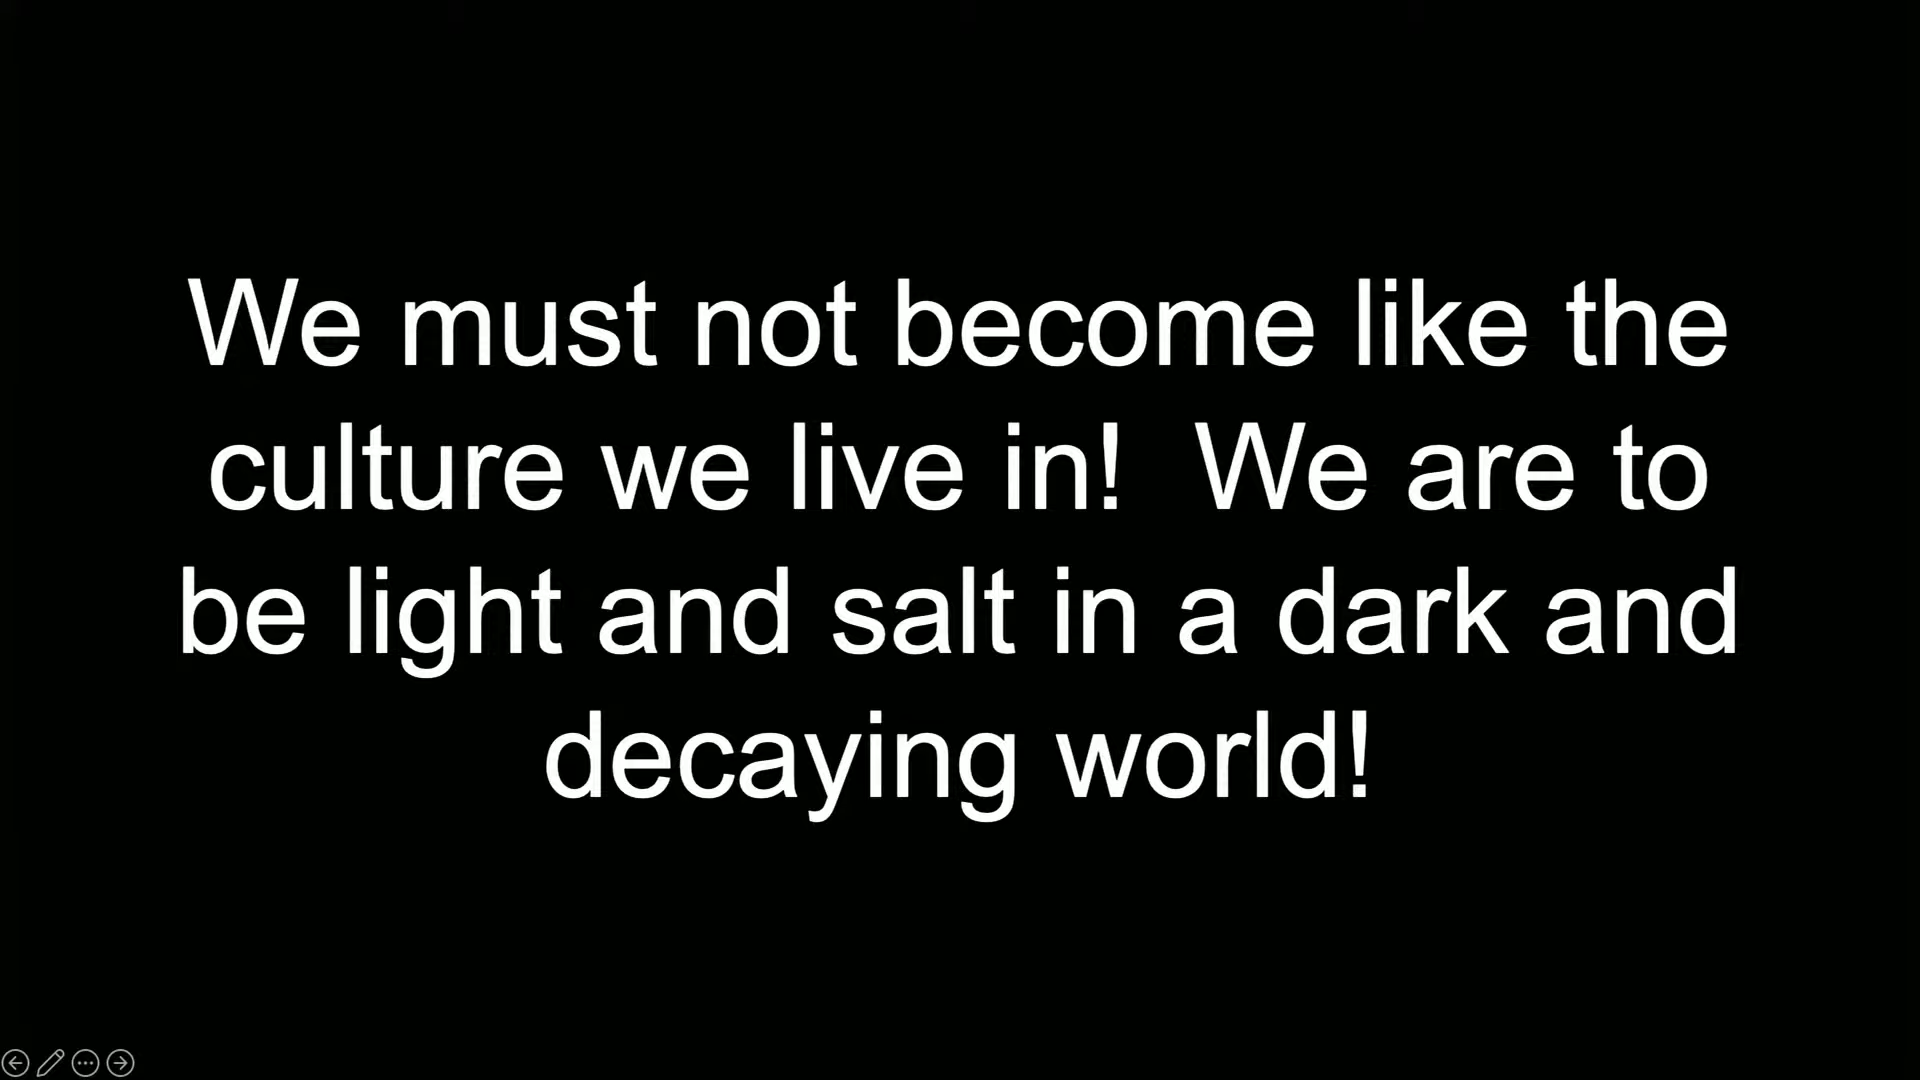 We must not become like the
culture we live in!  We are to
be light and salt in a dark and
decaying world!